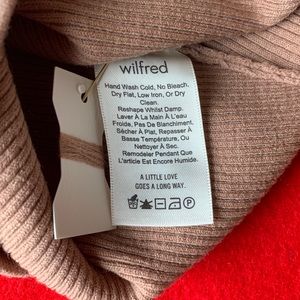 wilfred
Hand Wash Cold, No Bleach.
Dry Flat, Low Iron, Or Dry
Clean.
Reshape Whilst Damp.
Laver À La Main À L'eau
Froide, Pas De Blanchiment.
Sécher À Plat, Repasser À
Basse Température, Ou
Nettoyer À Sec.
Remodeler Pendant Que
L'article Est Encore Humide.
A LITTLE LOVE
GOES A LONG WAY.